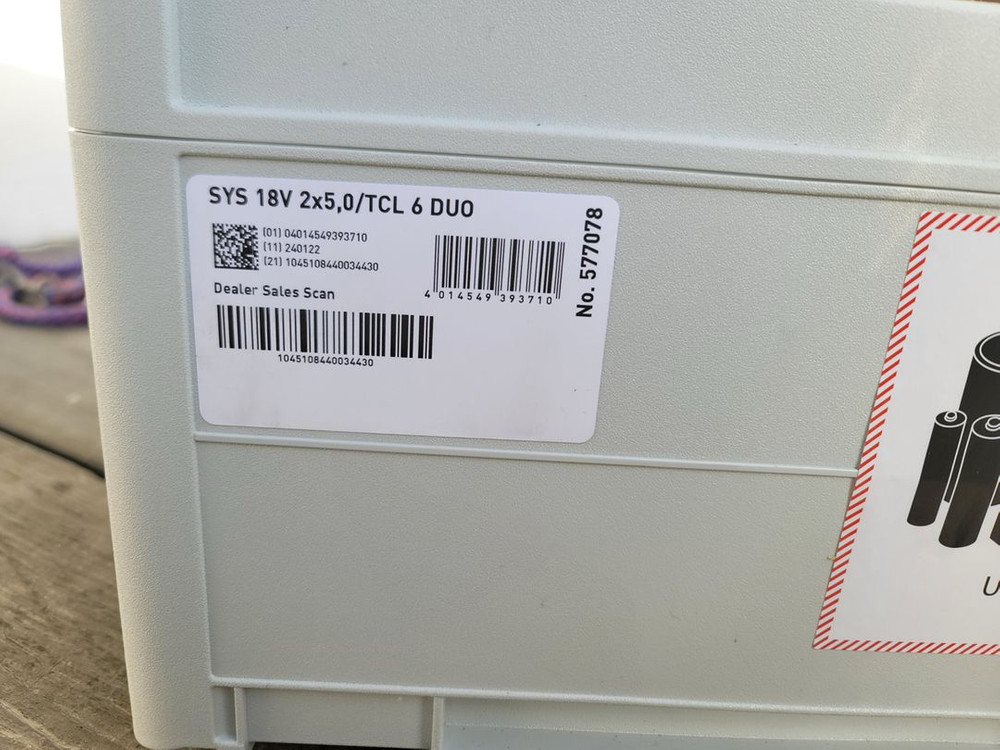 SYS 18V 2x5,0/TCL 6 DUO
(01) 04014549393710
(11) 240122
(21) 1045108440034430
Dealer Sales Scan
1045108440034430
4 014549 393710
No. 577078
U